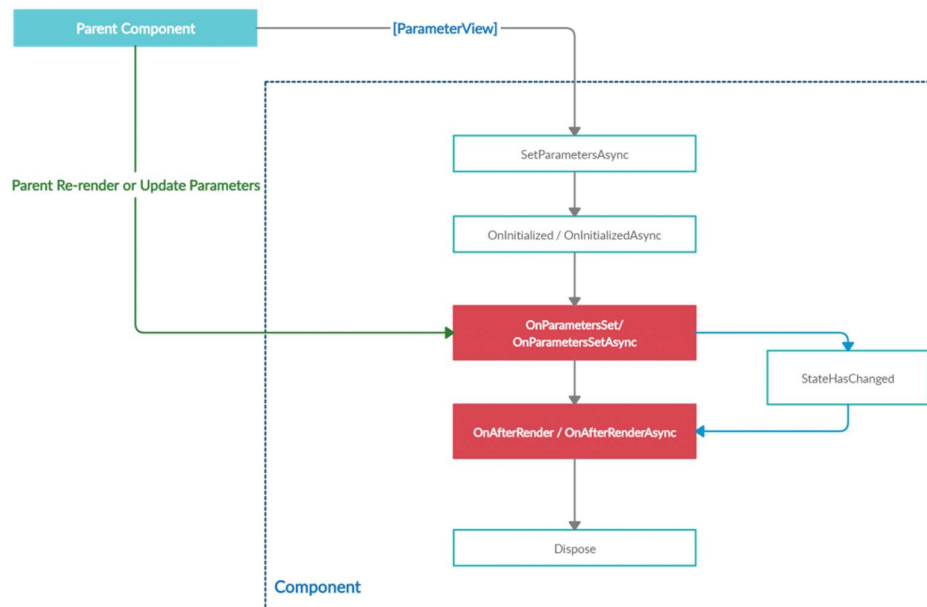 Parent Component
[ParameterView]
SetParametersAsync
Parent Re-render or Update Parameters
OnInitialized / OnInitializedAsync
OnParametersSet/
OnParametersSetAsync
StateHasChanged
OnAfterRender / OnAfterRenderAsync
Dispose
Component